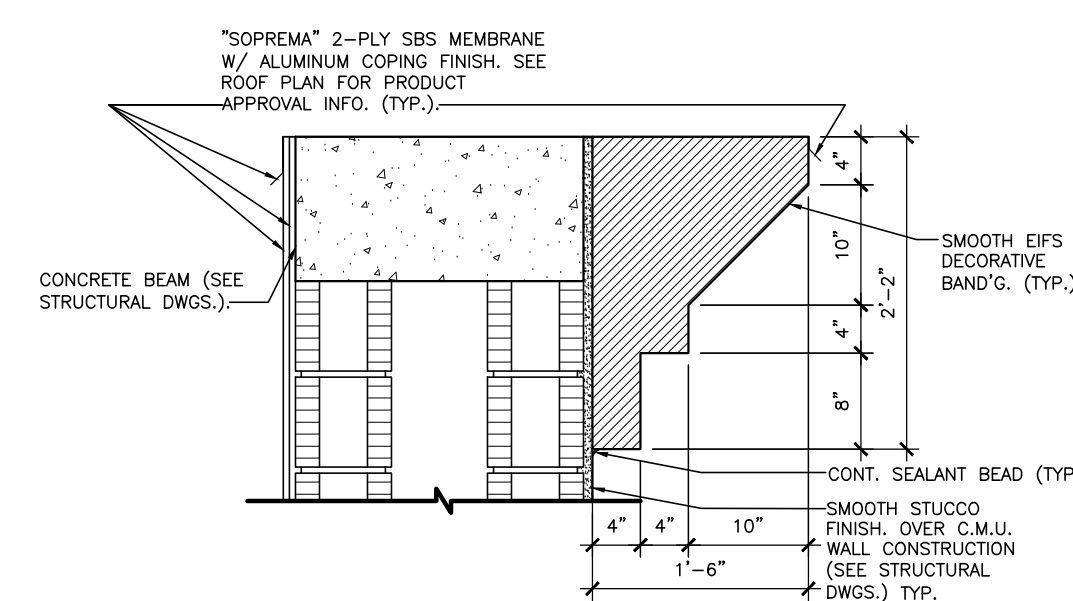 "SOPREMA" 2-PLY SBS MEMBRANE
W/ ALUMINUM COPING FINISH. SEE
ROOF PLAN FOR PRODUCT
APPROVAL INFO. (TYP.).
CONCRETE BEAM (SEE
STRUCTURAL DWGS.).
4"
10"
4"
8"
2'-2"
SMOOTH EIFS
DECORATIVE
BAND'G. (TYP.)
CONT. SEALANT BEAD (TYP
SMOOTH STUCCO
FINISH. OVER C.M.U.
WALL CONSTRUCTION
(SEE STRUCTURAL
DWGS.) TYP.
4" 4" 10"
1'-6"